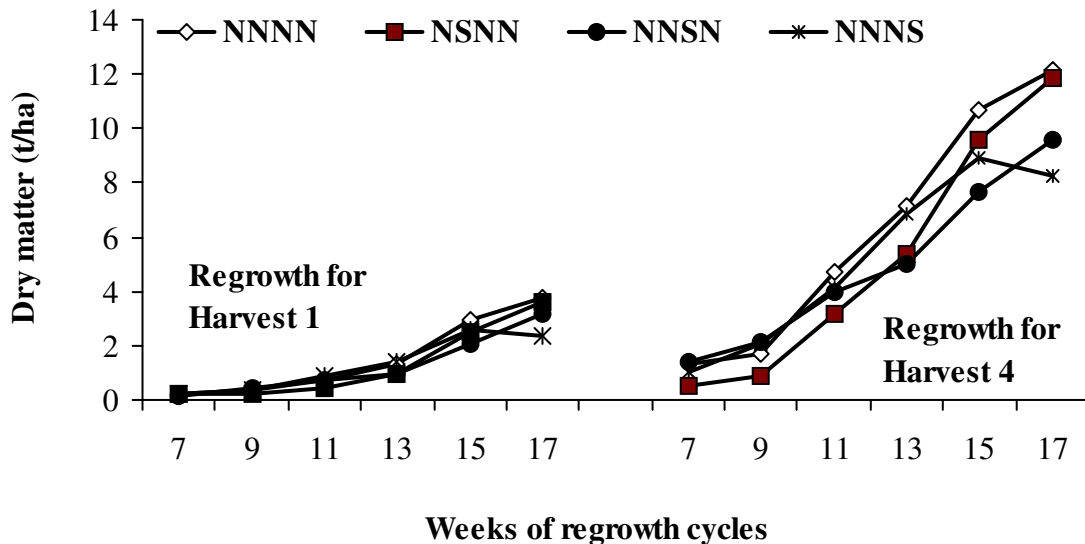 NNNN NSNN NNSN NNNS
Dry matter (t/ha)
14
12
10
8
6
4
2
0
Regrowth for
Harvest 1
Regrowth for
Harvest 4
7 9 11 13 15 17 7 9 11 13 15 17
Weeks of regrowth cycles